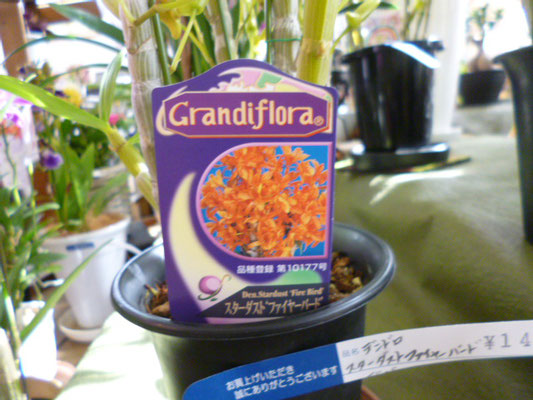 Grandiflora®
品種登録 第10177号
Den.Stardust 'Fire Bird'
スターダスト゛ファイヤーバード
品名 デンドロ
スターダストファイヤーバード
¥14
お買上げいただき
誠にありがとうございます